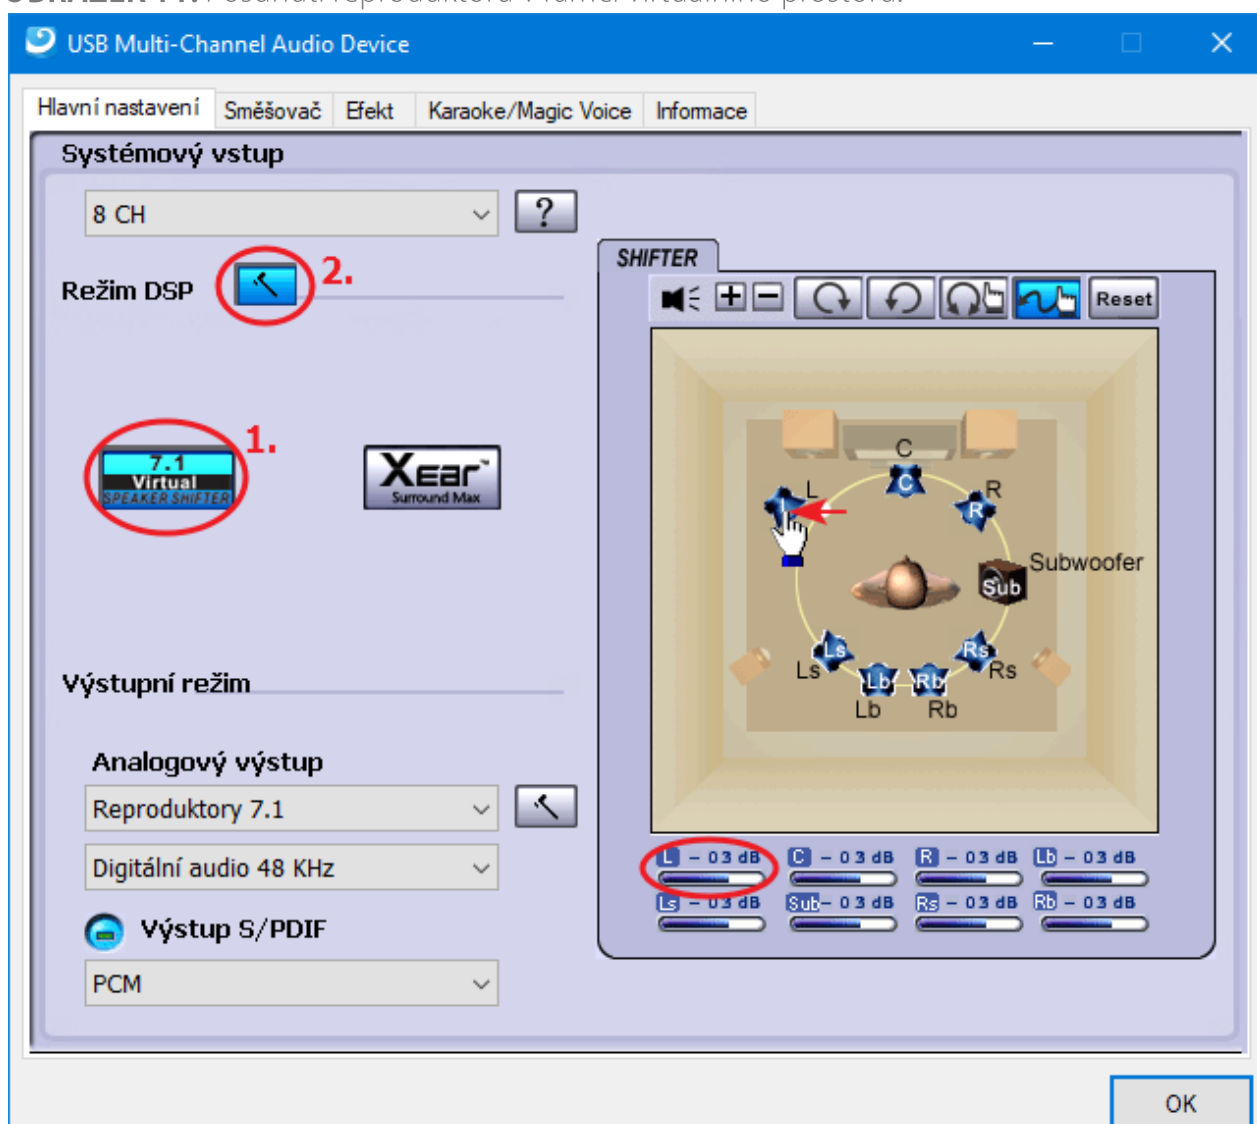 USB Multi-Channel Audio Device
Hlavní nastavení Směšovač Efekt Karaoke/Magic Voice Informace
Systémový vstup
8 CH
?
Režim DSP
2.
SHIFTER
Reset
1.
7.1
Virtual
SPEAKER SHIFTER
Xear™
Surround Max
C
C
L
L
R
R
Subwoofer
Sub
Ls
Ls
Rs
Rs
Lb
Rb
Lb
Rb
Výstupní režim
Analogový výstup
Reproduktory 7.1
Digitální audio 48 KHz
Výstup S/PDIF
PCM
L - 03 dB C - 03 dB R - 03 dB Lb - 03 dB
Ls - 03 dB Sub - 03 dB Rs - 03 dB Rb - 03 dB
OK